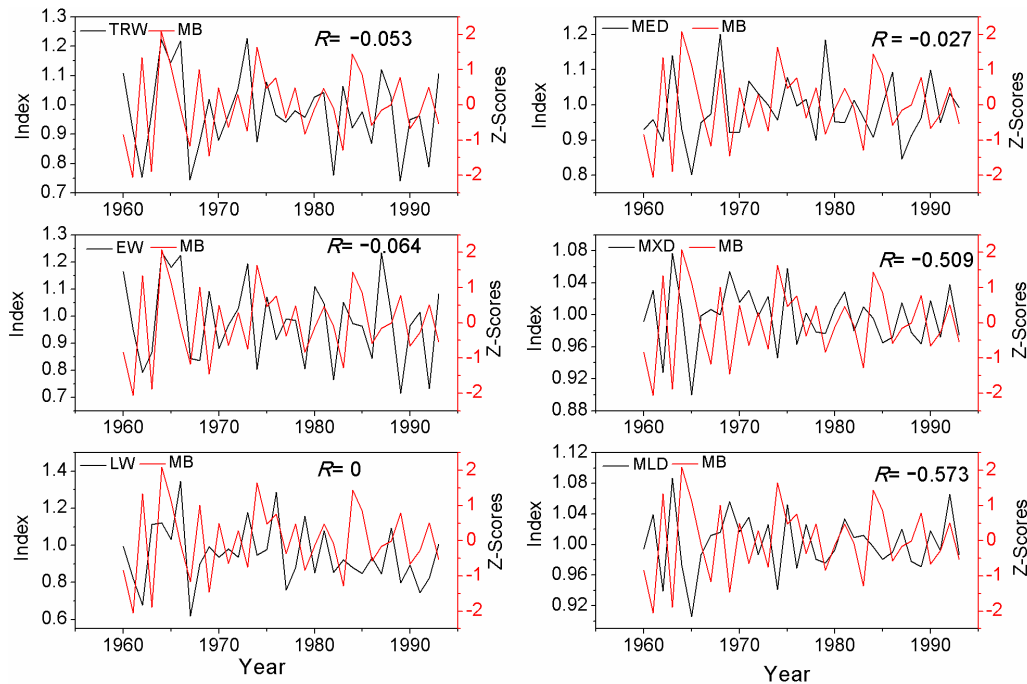 TRW MB R= -0.053
1.3
1.2
1.1
1.0
0.9
0.8
0.7
Index
2
1
0
-1
-2
Z-Scores
1960 1970 1980 1990
MED MB R= -0.027
1.2
1.1
1.0
0.9
0.8
Index
2
1
0
-1
-2
Z-Scores
1960 1970 1980 1990
EW MB R= -0.064
1.3
1.2
1.1
1.0
0.9
0.8
0.7
Index
2
1
0
-1
-2
Z-Scores
1960 1970 1980 1990
MXD MB R= -0.509
1.08
1.04
1.00
0.96
0.92
0.88
Index
2
1
0
-1
-2
Z-Scores
1960 1970 1980 1990
LW MB R= 0
1.4
1.2
1.0
0.8
0.6
Index
2
1
0
-1
-2
Z-Scores
1960 1970 1980 1990
Year
MLD MB R= -0.573
1.12
1.08
1.04
1.00
0.96
0.92
Index
2
1
0
-1
-2
Z-Scores
1960 1970 1980 1990
Year